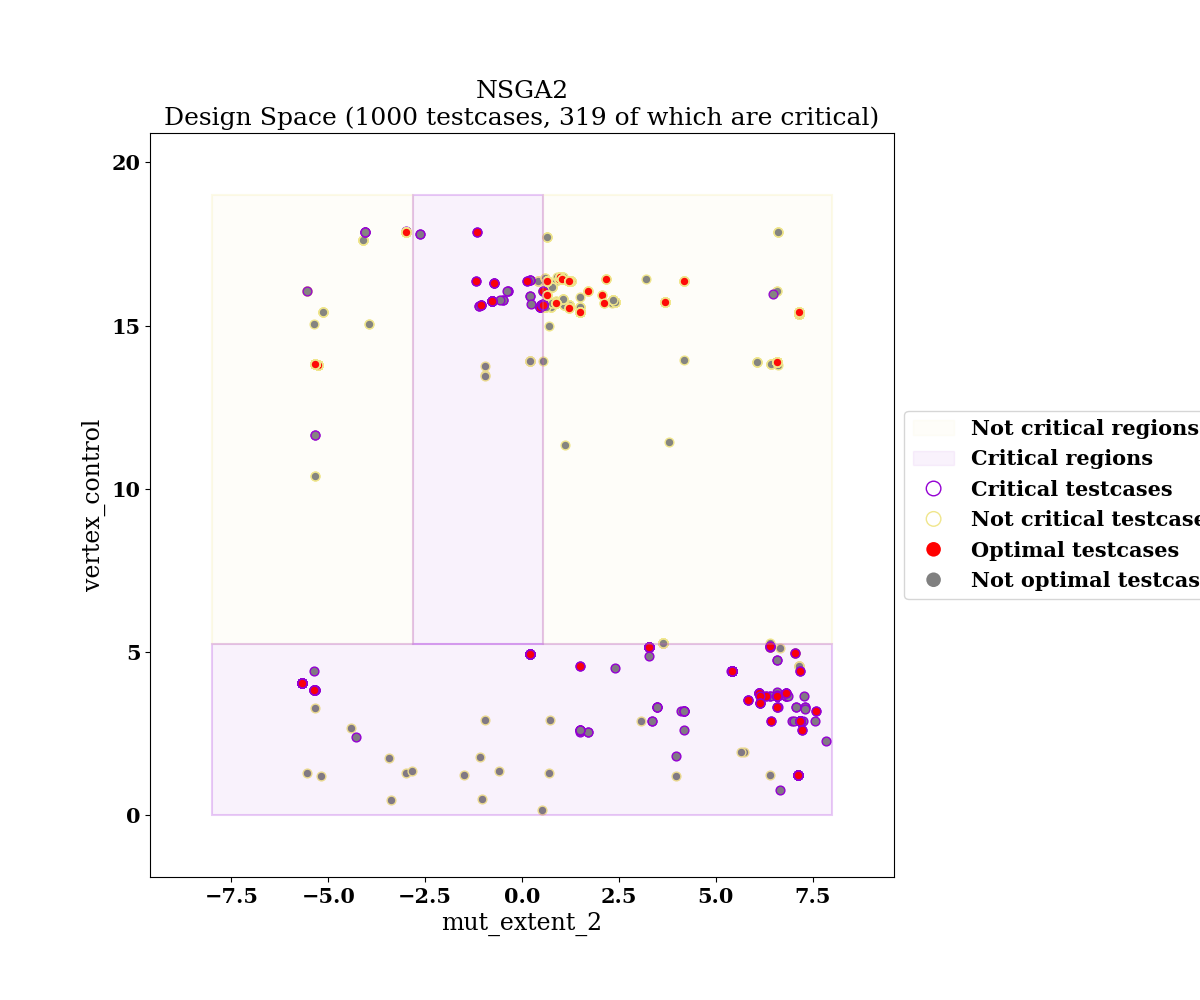 NSGA2
Design Space (1000 testcases, 319 of which are critical)
20
15
10
5
0
vertex_control
−7.5
−5.0
−2.5
0.0
2.5
5.0
7.5
mut_extent_2
Not critical regions
Critical regions
Critical testcases
Not critical testcase
Optimal testcases
Not optimal testcas